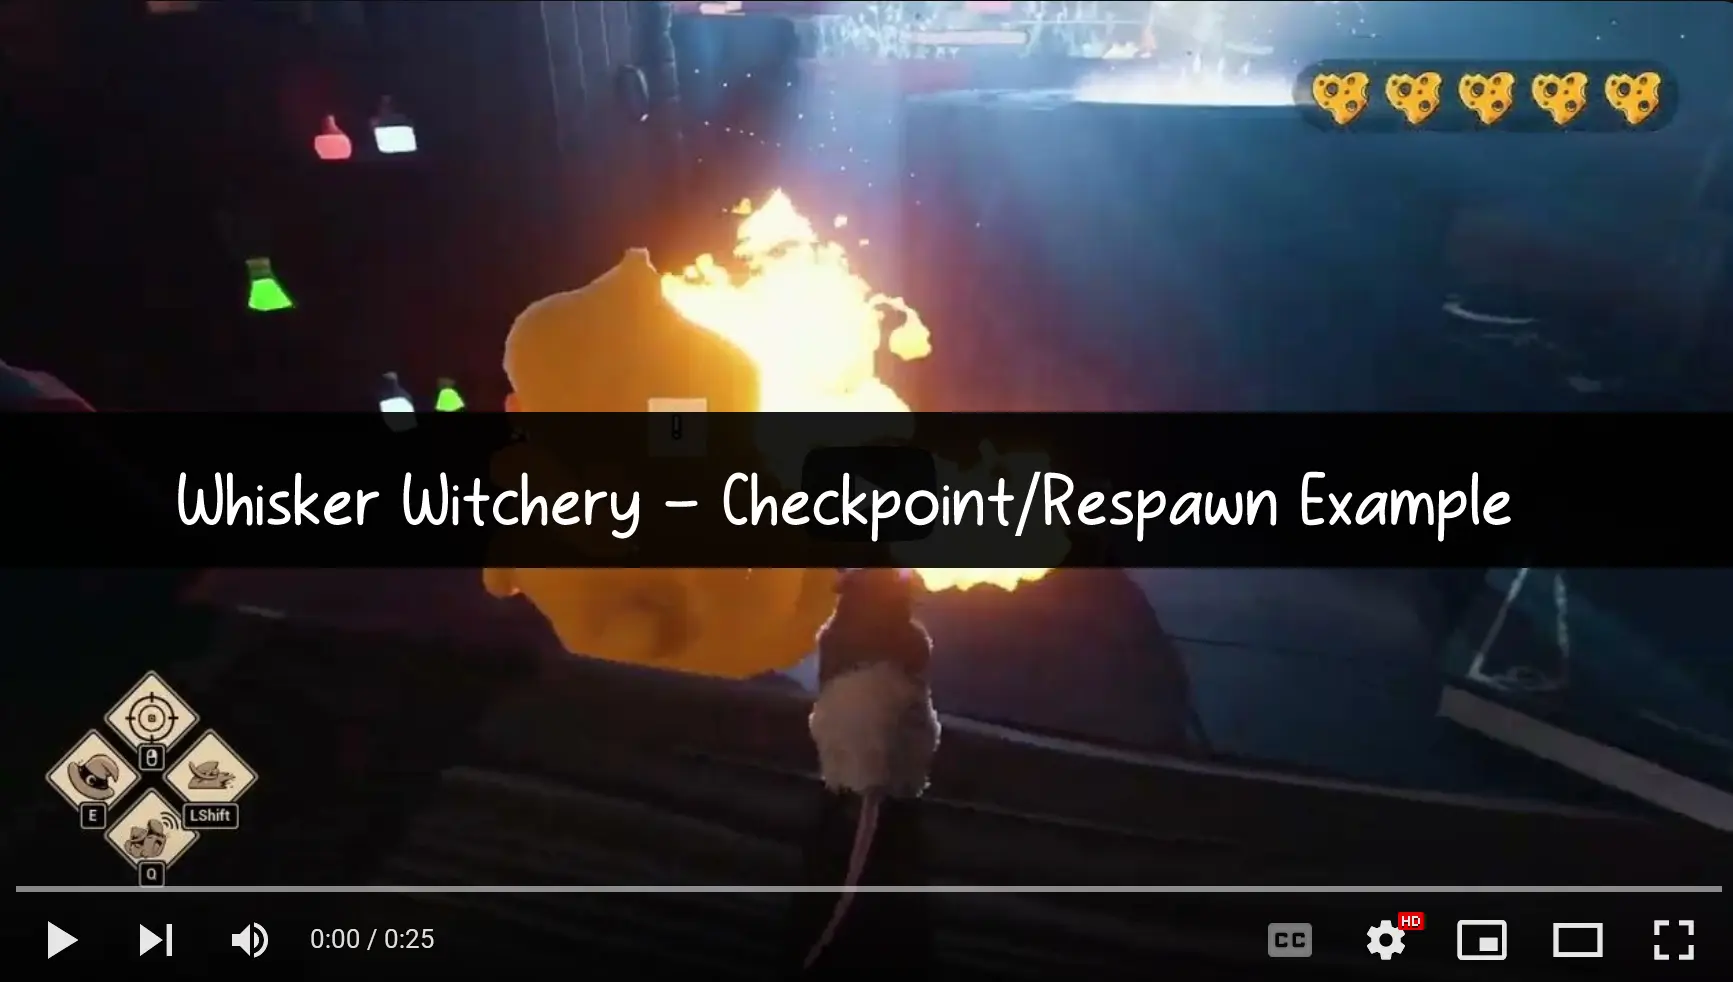 !
Whisker Witchery - Checkpoint/Respawn Example
E
LShift
Q
0:00 / 0:25
CC
HD